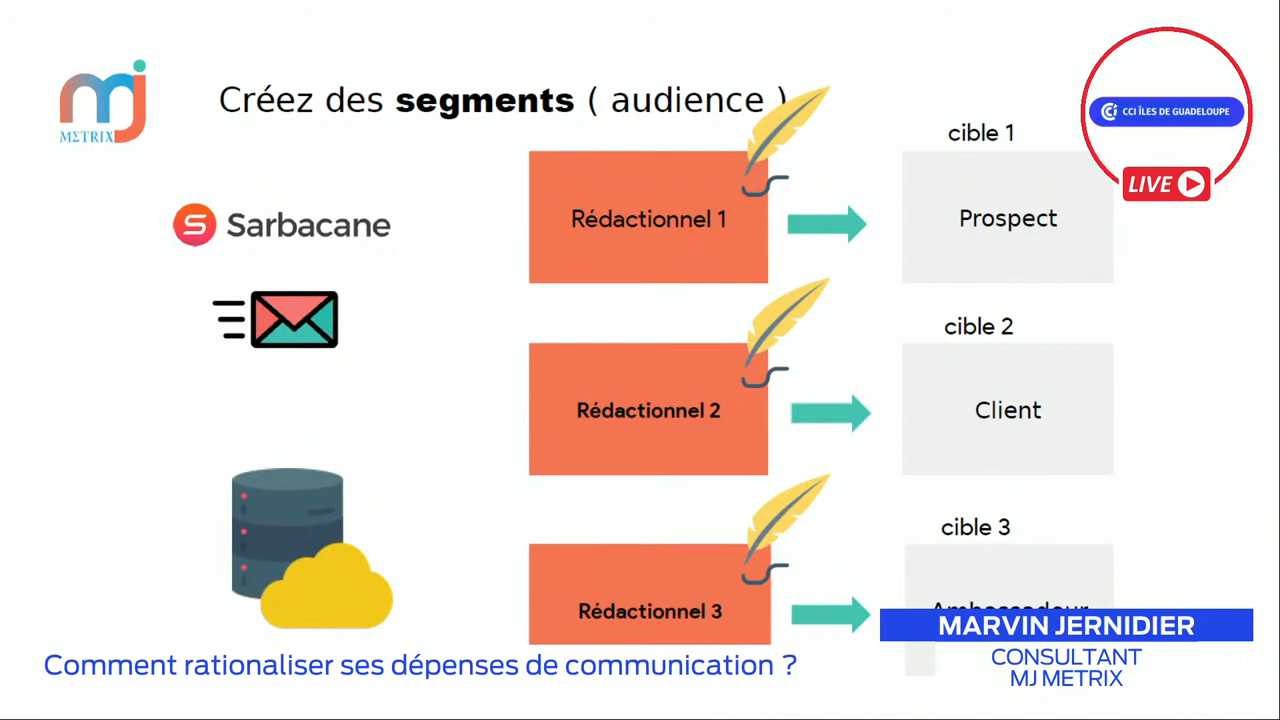 MJ
METRIX
Créez des segments ( audience )
CCI ÎLES DE GUADELOUPE
LIVE
Sarbacane
cible 1
Rédactionnel 1
Prospect
cible 2
Rédactionnel 2
Client
cible 3
Rédactionnel 3
Ambassadeur
MARVIN JERNIDIER
CONSULTANT
MJ METRIX
Comment rationaliser ses dépenses de communication ?